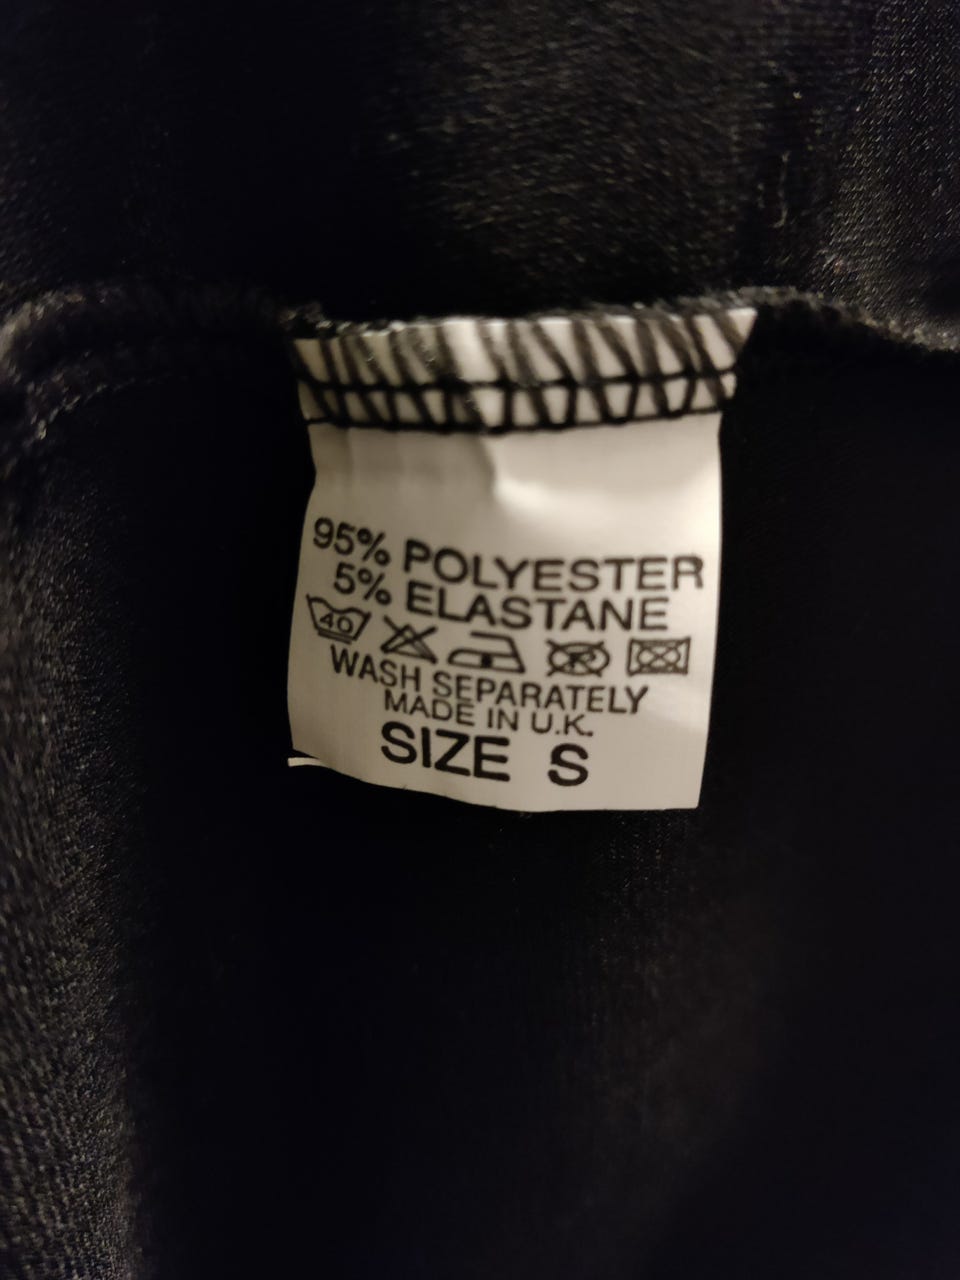 95% POLYESTER
5% ELASTANE
40
WASH SEPARATELY
MADE IN U.K.
SIZE S